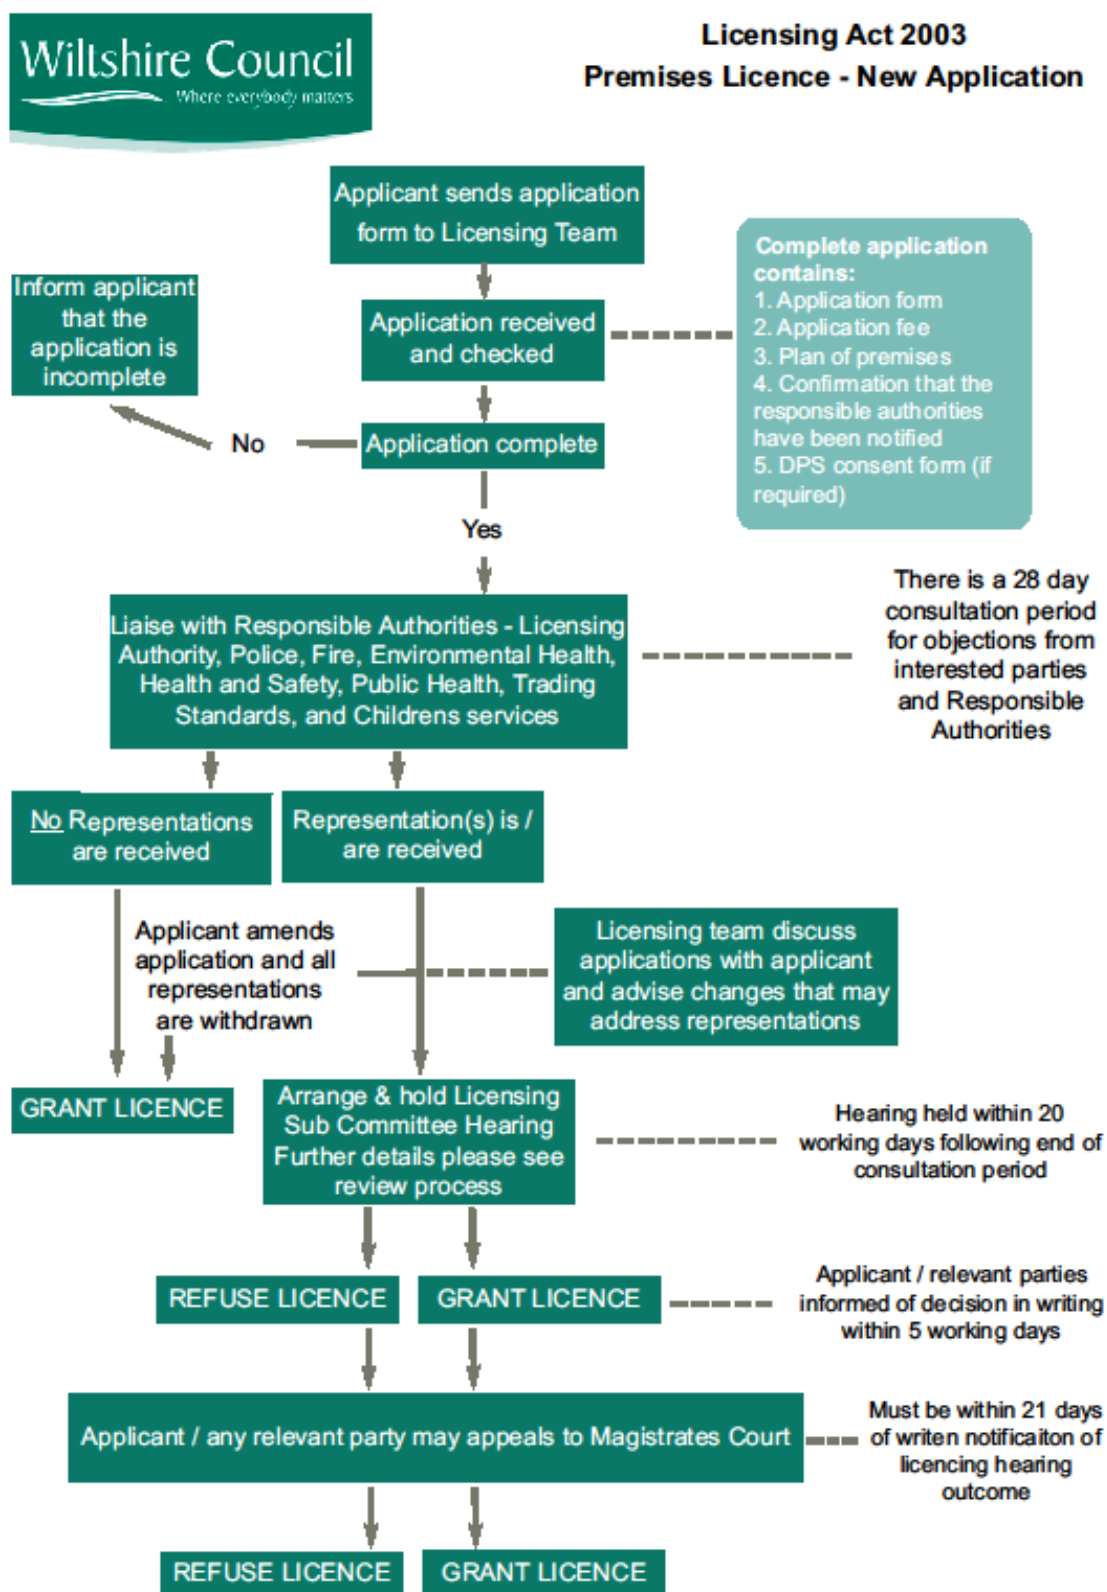 Wiltshire Council
Where everybody matters
Licensing Act 2003
Premises Licence - New Application
Applicant sends application
form to Licensing Team
Complete application
contains:
1. Application form
2. Application fee
3. Plan of premises
4. Confirmation that the
responsible authorities
have been notified
5. DPS consent form (if
required)
Inform applicant
that the
application is
incomplete
Application received
and checked
No
Application complete
Yes
There is a 28 day
consultation period
for objections from
interested parties
and Responsible
Authorities
Liaise with Responsible Authorities - Licensing
Authority, Police, Fire, Environmental Health,
Health and Safety, Public Health, Trading
Standards, and Childrens services
No Representations
are received
Representation(s) is /
are received
Applicant amends
application and all
representations
are withdrawn
Licensing team discuss
applications with applicant
and advise changes that may
address representations
GRANT LICENCE
Arrange & hold Licensing
Sub Committee Hearing
Further details please see
review process
Hearing held within 20
working days following end of
consultation period
REFUSE LICENCE
GRANT LICENCE
Applicant / relevant parties
informed of decision in writing
within 5 working days
Applicant / any relevant party may appeals to Magistrates Court
Must be within 21 days
of writen notificaiton of
licencing hearing
outcome
REFUSE LICENCE
GRANT LICENCE